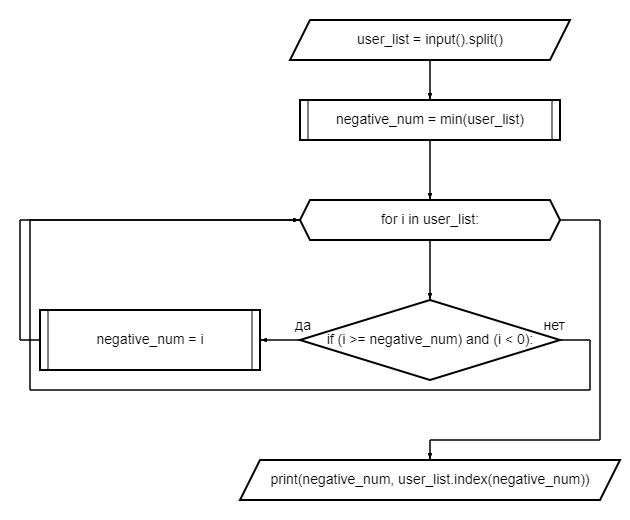 user_list = input().split()
negative_num = min(user_list)
for i in user_list:
да
нет
negative_num = i
if (i >= negative_num) and (i < 0):
print(negative_num, user_list.index(negative_num))